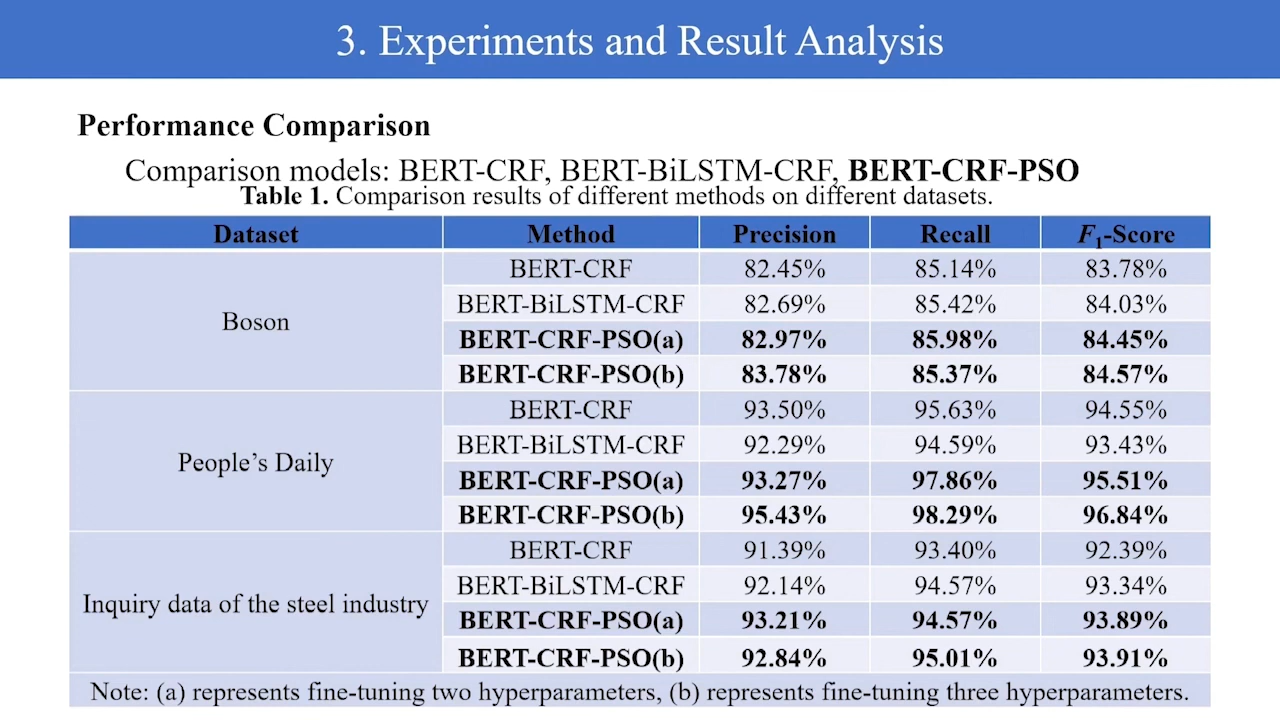 3. Experiments and Result Analysis
Performance Comparison
Comparison models: BERT-CRF, BERT-BiLSTM-CRF, BERT-CRF-PSO
Table 1. Comparison results of different methods on different datasets.
Dataset Method Precision Recall F1-Score
Boson
BERT-CRF 82.45% 85.14% 83.78%
BERT-BiLSTM-CRF 82.69% 85.42% 84.03%
BERT-CRF-PSO(a) 82.97% 85.98% 84.45%
BERT-CRF-PSO(b) 83.78% 85.37% 84.57%
People's Daily
BERT-CRF 93.50% 95.63% 94.55%
BERT-BiLSTM-CRF 92.29% 94.59% 93.43%
BERT-CRF-PSO(a) 93.27% 97.86% 95.51%
BERT-CRF-PSO(b) 95.43% 98.29% 96.84%
Inquiry data of the steel industry
BERT-CRF 91.39% 93.40% 92.39%
BERT-BiLSTM-CRF 92.14% 94.57% 93.34%
BERT-CRF-PSO(a) 93.21% 94.57% 93.89%
BERT-CRF-PSO(b) 92.84% 95.01% 93.91%
Note: (a) represents fine-tuning two hyperparameters, (b) represents fine-tuning three hyperparameters.